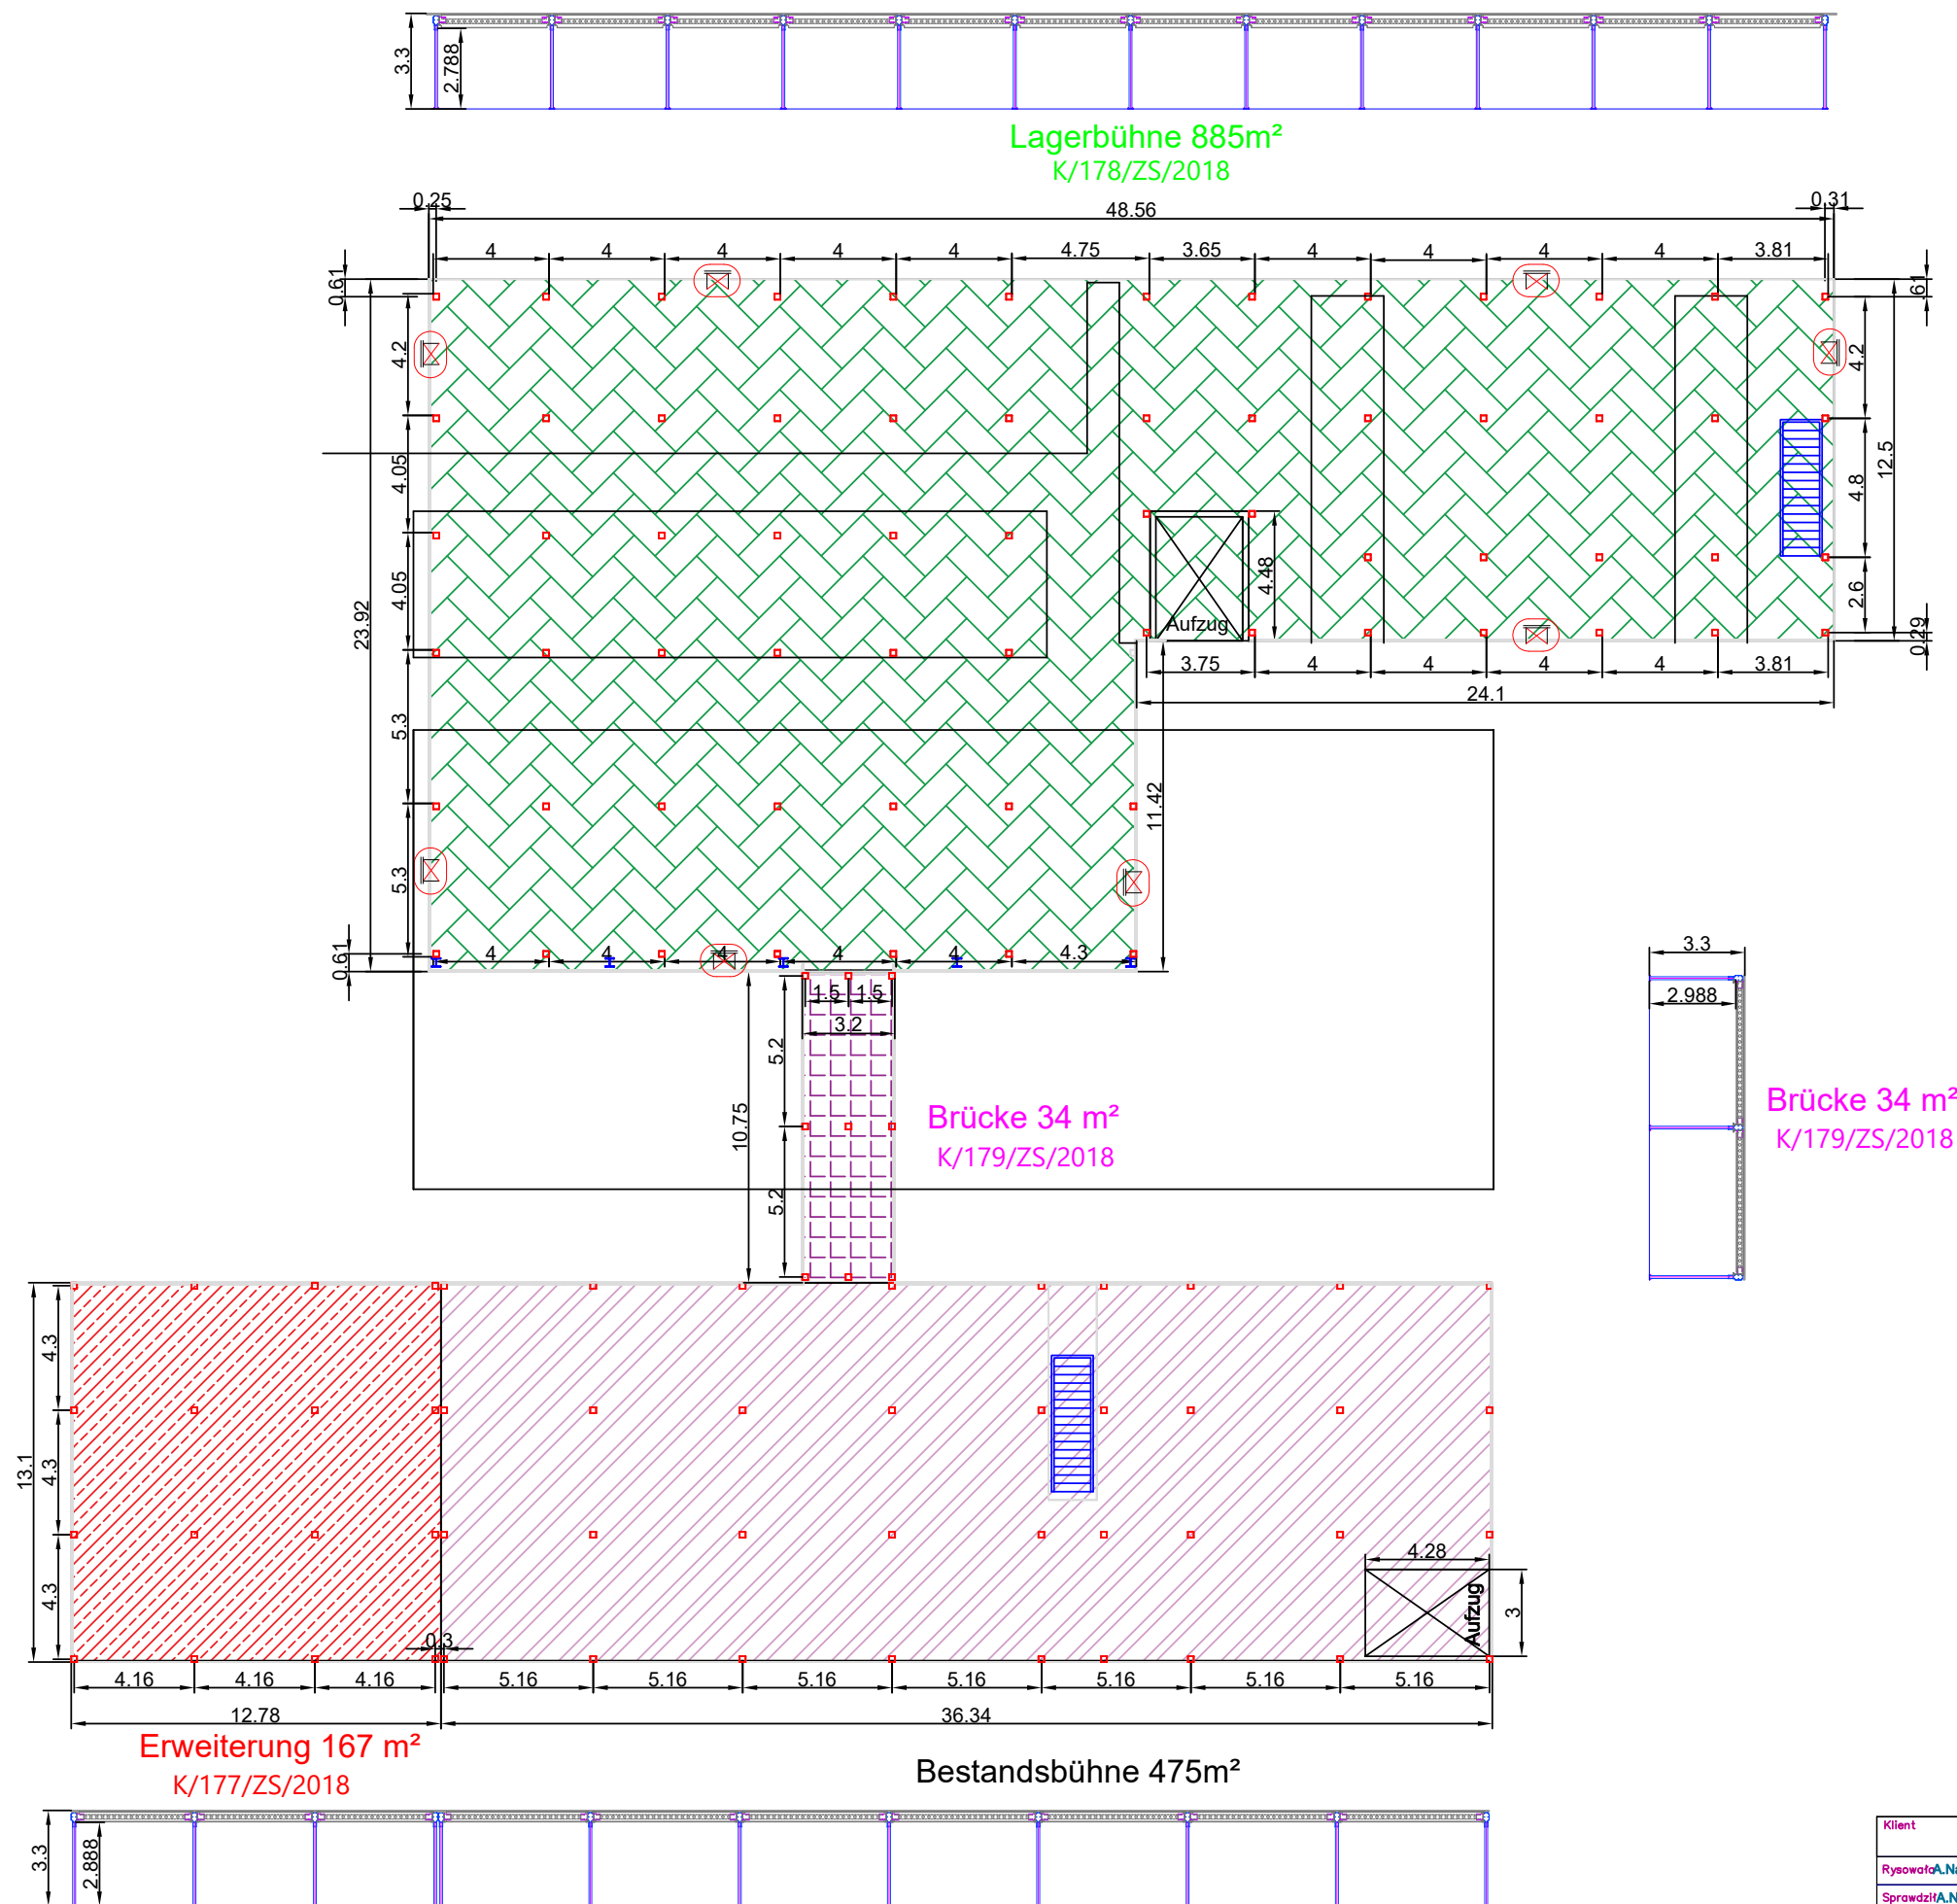 3.3
2.788
Lagerbühne 885m²
K/178/ZS/2018
0.25
48.56
0.31
4 4 4 4 4 4.75 3.65 4 4 4 4 3.81
0.61
.61
4.2
4.2
4.05
4.8
12.5
4.05
4.48
2.6
23.92
Aufzug
0.29
3.75 4 4 4 4 3.81
24.1
5.3
11.42
5.3
0.61
4 4 4 4 4 4.3
3.3
2.988
1.5 1.5
3.2
5.2
10.75
Brücke 34 m²
K/179/ZS/2018
Brücke 34 m²
K/179/ZS/2018
5.2
4.3
4.3
13.1
4.3
4.28
Aufzug
3
0.3
4.16 4.16 4.16 5.16 5.16 5.16 5.16 5.16 5.16 5.16
12.78
36.34
Erweiterung 167 m²
K/177/ZS/2018
Bestandsbühne 475m²
3.3
2.888
Klient
Rysowała A.Na
Sprawdził A.N